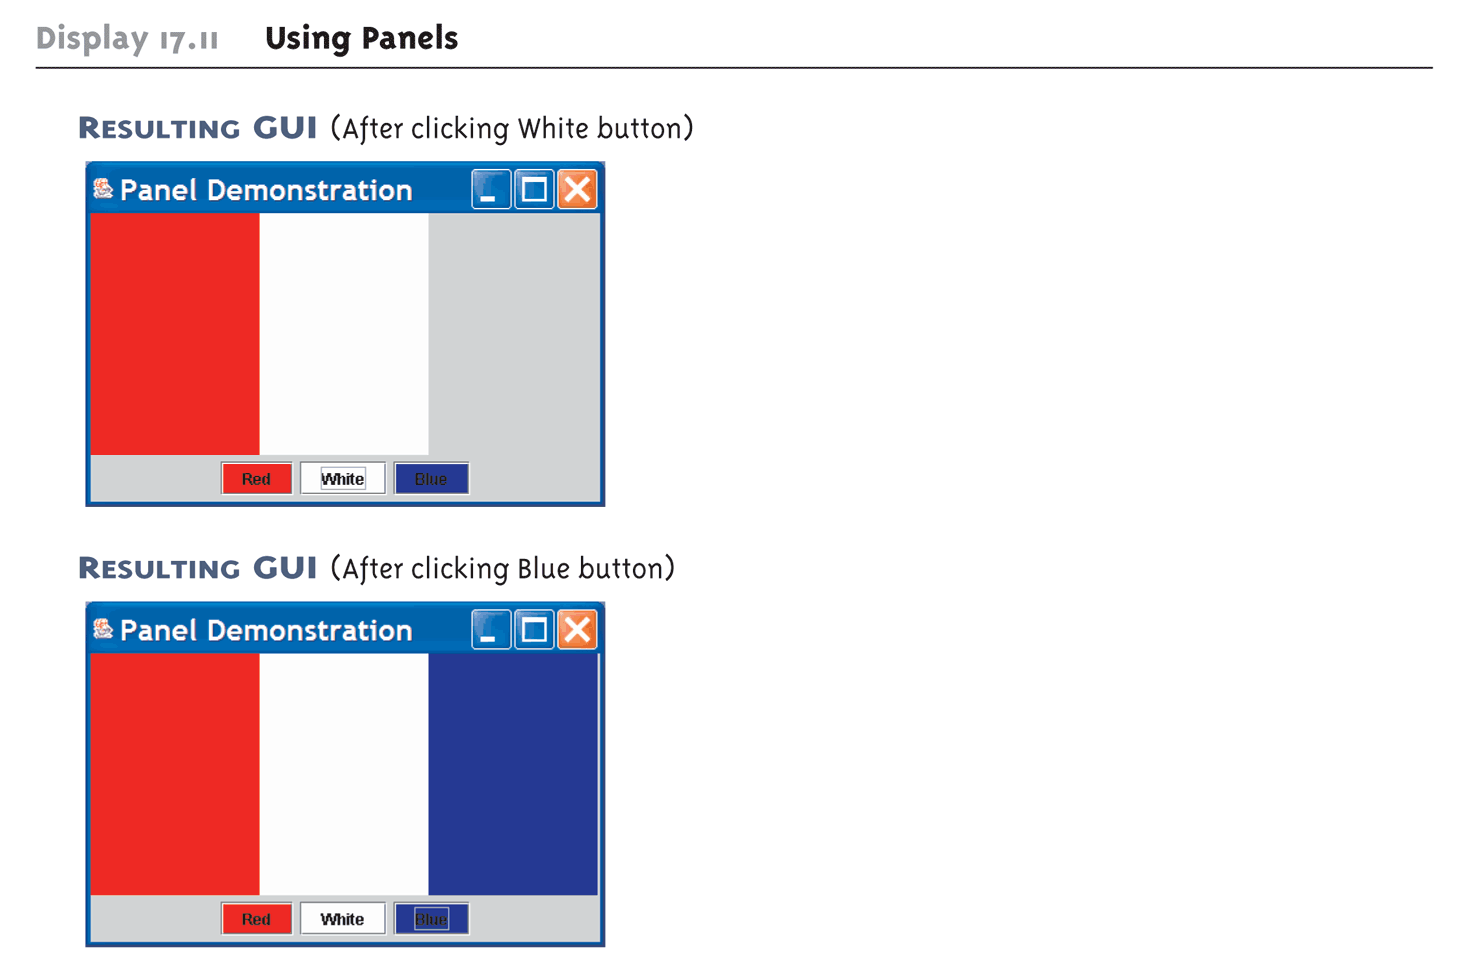 Display 17.11 Using Panels
RESULTING GUI (After clicking White button)
Panel Demonstration
Red White Blue
RESULTING GUI (After clicking Blue button)
Panel Demonstration
Red White Blue